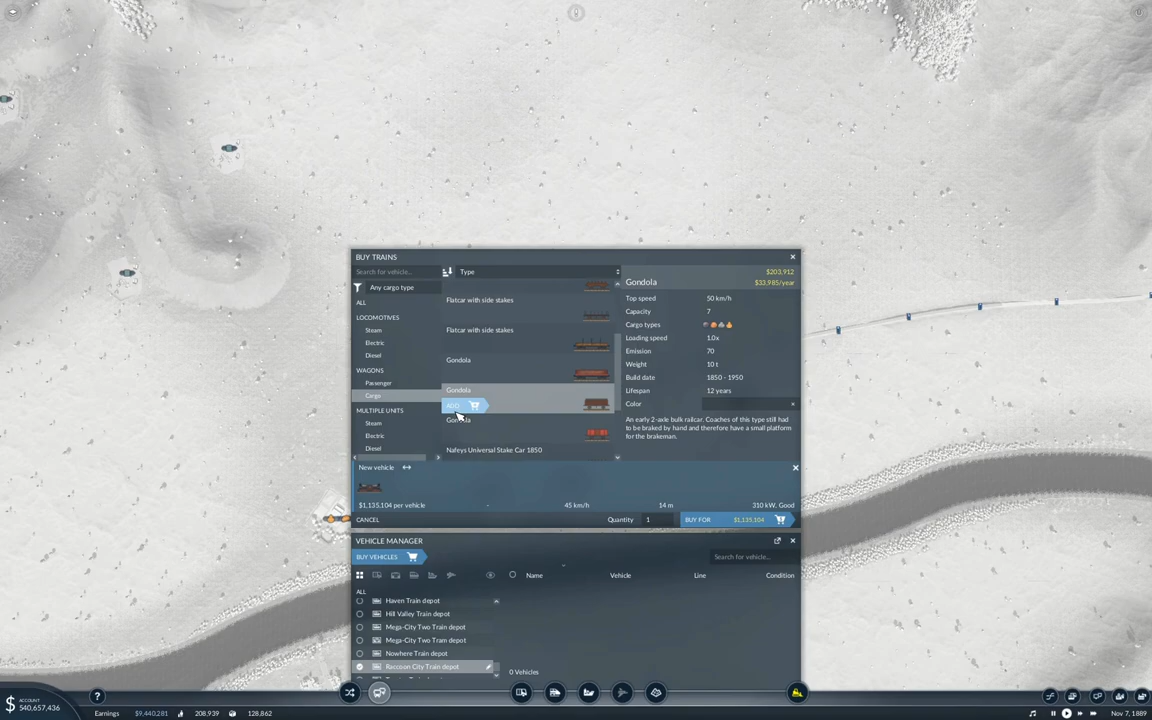 BUY TRAINS
Search for vehicle...
Type
Any cargo type
ALL
LOCOMOTIVES
Steam
Electric
Diesel
WAGONS
Passenger
Cargo
MULTIPLE UNITS
Steam
Electric
Diesel
Flatcar with side stakes
Flatcar with side stakes
Gondola
Gondola
ADD
Nafeys Universal Stake Car 1850
$203,912
Gondola $33,985/year
Top speed 50 km/h
Capacity 7
Cargo types
Loading speed 1.0x
Emission 70
Weight 10 t
Build date 1850 - 1950
Lifespan 12 years
Color
An early 2-axle bulk railcar. Coaches of this type still had
to be braked by hand and therefore have a small platform
for the brakeman.
New vehicle
$1,135,104 per vehicle - 45 km/h 14 m 310 kW, Good
CANCEL Quantity 1 BUY FOR $1,135,104
VEHICLE MANAGER
BUY VEHICLES
Search for vehicle...
Name Vehicle Line Condition
ALL
Haven Train depot
Hill Valley Train depot
Mega-City Two Train depot
Mega-City Two Tram depot
Nowhere Train depot
Raccoon City Train depot
0 Vehicles
ACCOUNT
$ 540,657,436
?
Earnings $9,440,281 208,939 128,862
Nov 7, 1889